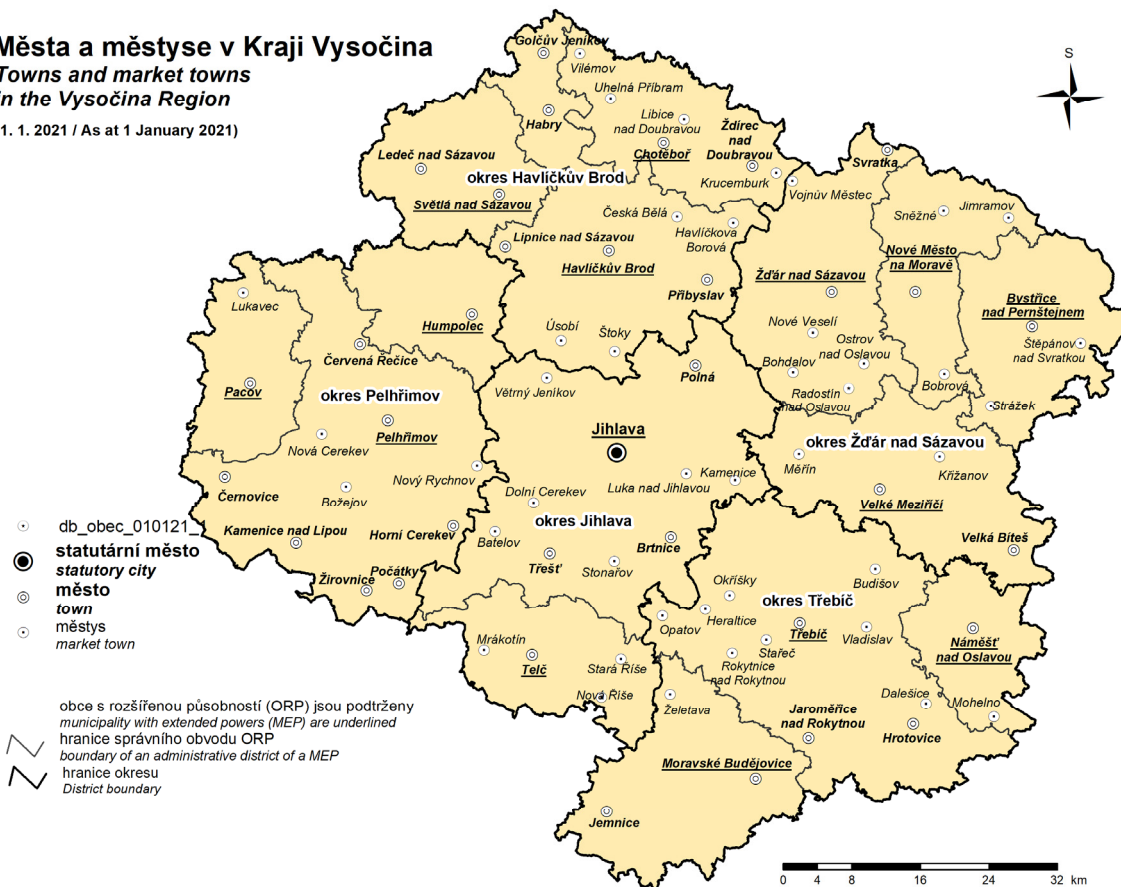 Města a městyse v Kraji Vysočina
Towns and market towns
in the Vysočina Region
1. 1. 2021 / As at 1 January 2021)
S
Golčův Jeníkov
Vilémov
Uhelná Příbram
Habry
Libice
nad Doubravou
Ždírec
nad
Doubravou
Chotěboř
Svratka
Ledeč nad Sázavou
okres Havlíčkův Brod
Krucemburk
Vojnův Městec
Světlá nad Sázavou
Sněžné
Jimramov
Česká Bělá
Havlíčkova
Borová
Lipnice nad Sázavou
Havlíčkův Brod
Nové Město
na Moravě
Žďár nad Sázavou
Přibyslav
Lukavec
Bystřice
nad Pernštejnem
Humpolec
Úsobí
Štoky
Nové Veselí
Ostrov
nad Oslavou
Štěpánov
nad Svratkou
Červená Řečice
Polná
Bohdalov
Bobrová
Pacov
okres Pelhřimov
Větrný Jeníkov
Radostín
nad Oslavou
Strážek
Pelhřimov
Jihlava
okres Žďár nad Sázavou
Nová Cerekev
Měřín
Křižanov
Nový Rychnov
Luka nad Jihlavou
Kamenice
Černovice
Božejov
Dolní Cerekev
Velké Meziříčí
okres Jihlava
Kamenice nad Lipou
Horní Cerekev
Batelov
Brtnice
Velká Bíteš
Třešť
Stonařov
Žirovnice
Počátky
Okříšky
Budišov
okres Třebíč
Opatov
Heraltice
Třebíč
Vladislav
Náměšť
nad Oslavou
Mrákotín
Telč
Stará Říše
Stařeč
Rokytnice
nad Rokytnou
Nová Říše
Želetava
Dalešice
Mohelno
Jaroměřice
nad Rokytnou
Hrotovice
Moravské Budějovice
Jemnice
db_obec_010121_
statutární město
statutory city
město
town
městys
market town
obce s rozšířenou působností (ORP) jsou podtrženy
municipality with extended powers (MEP) are underlined
hranice správního obvodu ORP
boundary of an administrative district of a MEP
hranice okresu
District boundary
0 4 8 16 24 32 km